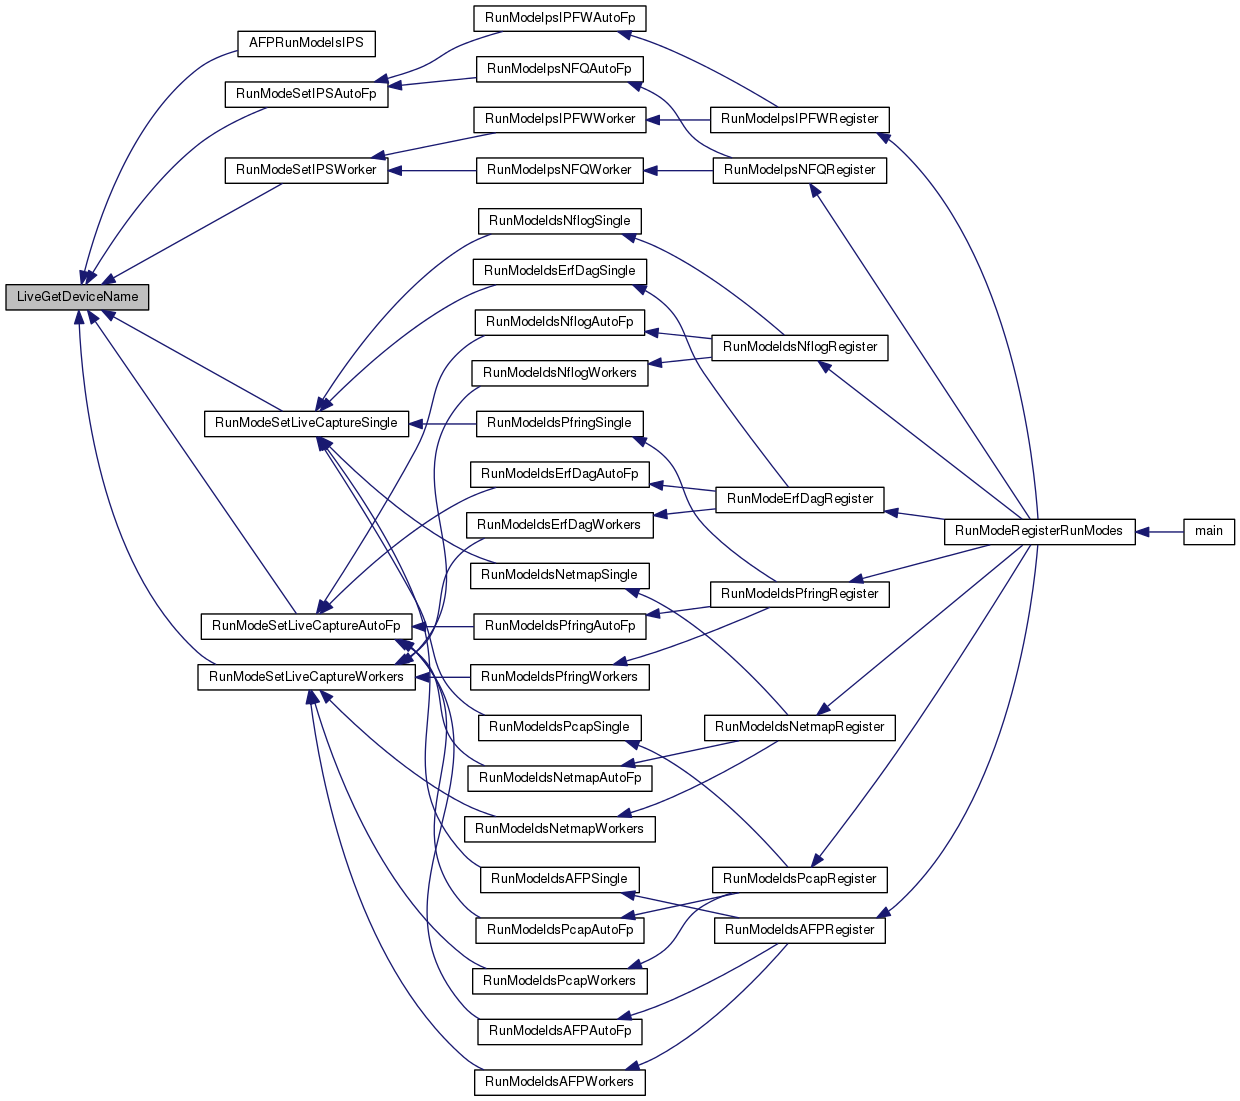 RunModeIpsIPFWAutoFp
AFPRunModeIsIPS
RunModeIpsNFQAutoFp
RunModeSetIPSAutoFp
RunModeIpsIPFWWorker
RunModeIpsIPFWRegister
RunModeSetIPSWorker
RunModeIpsNFQWorker
RunModeIpsNFQRegister
RunModeIdsNflogSingle
RunModeIdsErfDagSingle
LiveGetDeviceName
RunModeIdsNflogAutoFp
RunModeIdsNflogRegister
RunModeIdsNflogWorkers
RunModeSetLiveCaptureSingle
RunModeIdsPfringSingle
RunModeIdsErfDagAutoFp
RunModeErfDagRegister
RunModeIdsErfDagWorkers
RunModeRegisterRunModes
main
RunModeIdsNetmapSingle
RunModeIdsPfringRegister
RunModeSetLiveCaptureAutoFp
RunModeIdsPfringAutoFp
RunModeSetLiveCaptureWorkers
RunModeIdsPfringWorkers
RunModeIdsPcapSingle
RunModeIdsNetmapRegister
RunModeIdsNetmapAutoFp
RunModeIdsNetmapWorkers
RunModeIdsAFPSingle
RunModeIdsPcapRegister
RunModeIdsPcapAutoFp
RunModeIdsAFPRegister
RunModeIdsPcapWorkers
RunModeIdsAFPAutoFp
RunModeIdsAFPWorkers